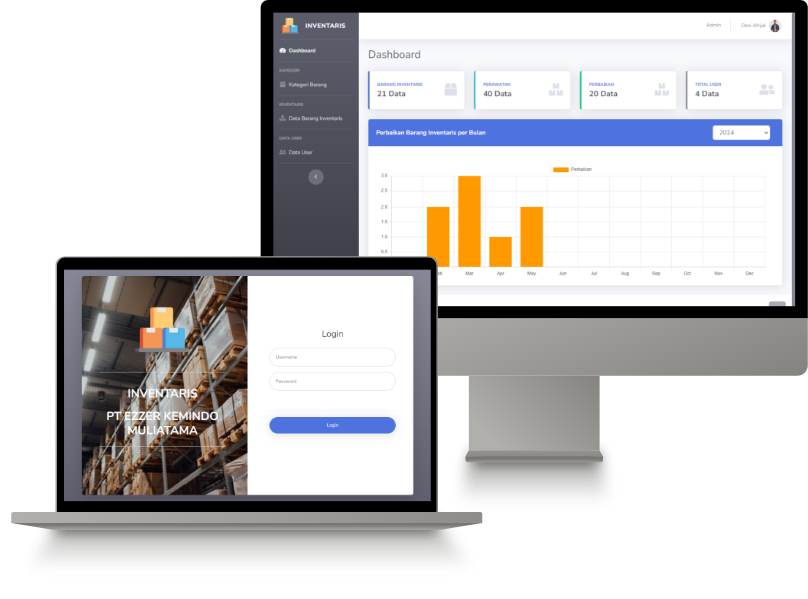 INVENTARIS
Admin
Dashboard
Dashboard
KATEGORI
Kategori Barang
INVENTARIS
Data Barang Inventaris
DATA USER
Data User
BARANG INVENTARIS
21 Data
PERAWATAN
40 Data
PERBAIKAN
20 Data
TOTAL USER
4 Data
Perbaikan Barang Inventaris per Bulan
2024
Perbaikan
3.0
2.5
2.0
1.5
1.0
0.5
Mar
Apr
May
Jun
Jul
Aug
Sep
Oct
Nov
Dec
INVENTARIS
PT EZZER KEMINDO
MULIATAMA
Login
Username
Password
Login